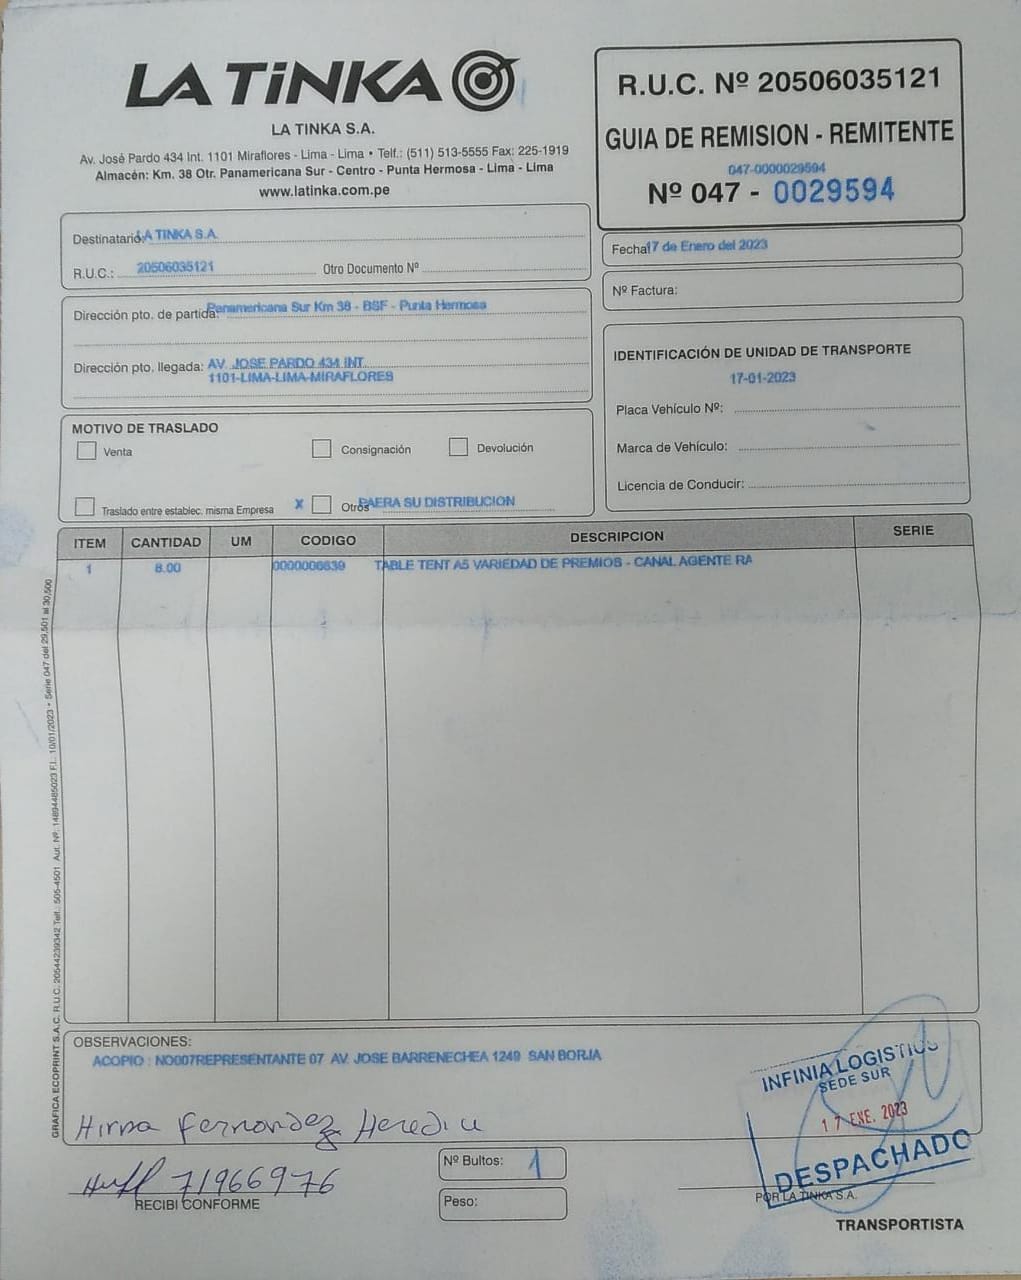 LA TiNKA
LA TINKA S.A.
Av. José Pardo 434 Int. 1101 Miraflores - Lima - Lima • Telf.: (511) 513-5555 Fax: 225-1919
Almacén: Km. 38 Otr. Panamericana Sur - Centro - Punta Hermosa - Lima - Lima
www.latinka.com.pe
R.U.C. Nº 20506035121
GUIA DE REMISION - REMITENTE
047-0000029594
Nº 047 - 0029594
Destinatario: LA TINKA S.A.
R.U.C.: 20506035121 Otro Documento Nº
Fecha 17 de Enero del 2023
Nº Factura:
Dirección pto. de partida: Panamericana Sur Km 38 - BSF - Punta Hermosa
Dirección pto. llegada: AV. JOSE PARDO 434 INT.
1101-LIMA-LIMA-MIRAFLORES
IDENTIFICACIÓN DE UNIDAD DE TRANSPORTE
17-01-2023
Placa Vehículo Nº:
Marca de Vehículo:
Licencia de Conducir:
MOTIVO DE TRASLADO
Venta Consignación Devolución
Traslado entre establec. misma Empresa X Otros PAERA SU DISTRIBUCION
ITEM CANTIDAD UM CODIGO DESCRIPCION SERIE
1 8.00 0000006639 TABLE TENT A5 VARIEDAD DE PREMIOS - CANAL AGENTE RA
GRAFICA ECOPRINT S.A.C. R.U.C. 20544239342 Telf.: 505-4501 Aut. Nº: 14894485023 F.I.. 10/01/2023 • Serie 047 del 29,501 al 30,500
OBSERVACIONES:
ACOPIO : NO007REPRESENTANTE 07 AV. JOSE BARRENECHEA 1249 SAN BORJA
Hirma Fernandez Heredia
71966976
RECIBI CONFORME
Nº Bultos: 1
Peso:
INFINIA LOGISTICS
SEDE SUR
17 ENE. 2023
DESPACHADO
POR LA TINKA S.A.
TRANSPORTISTA